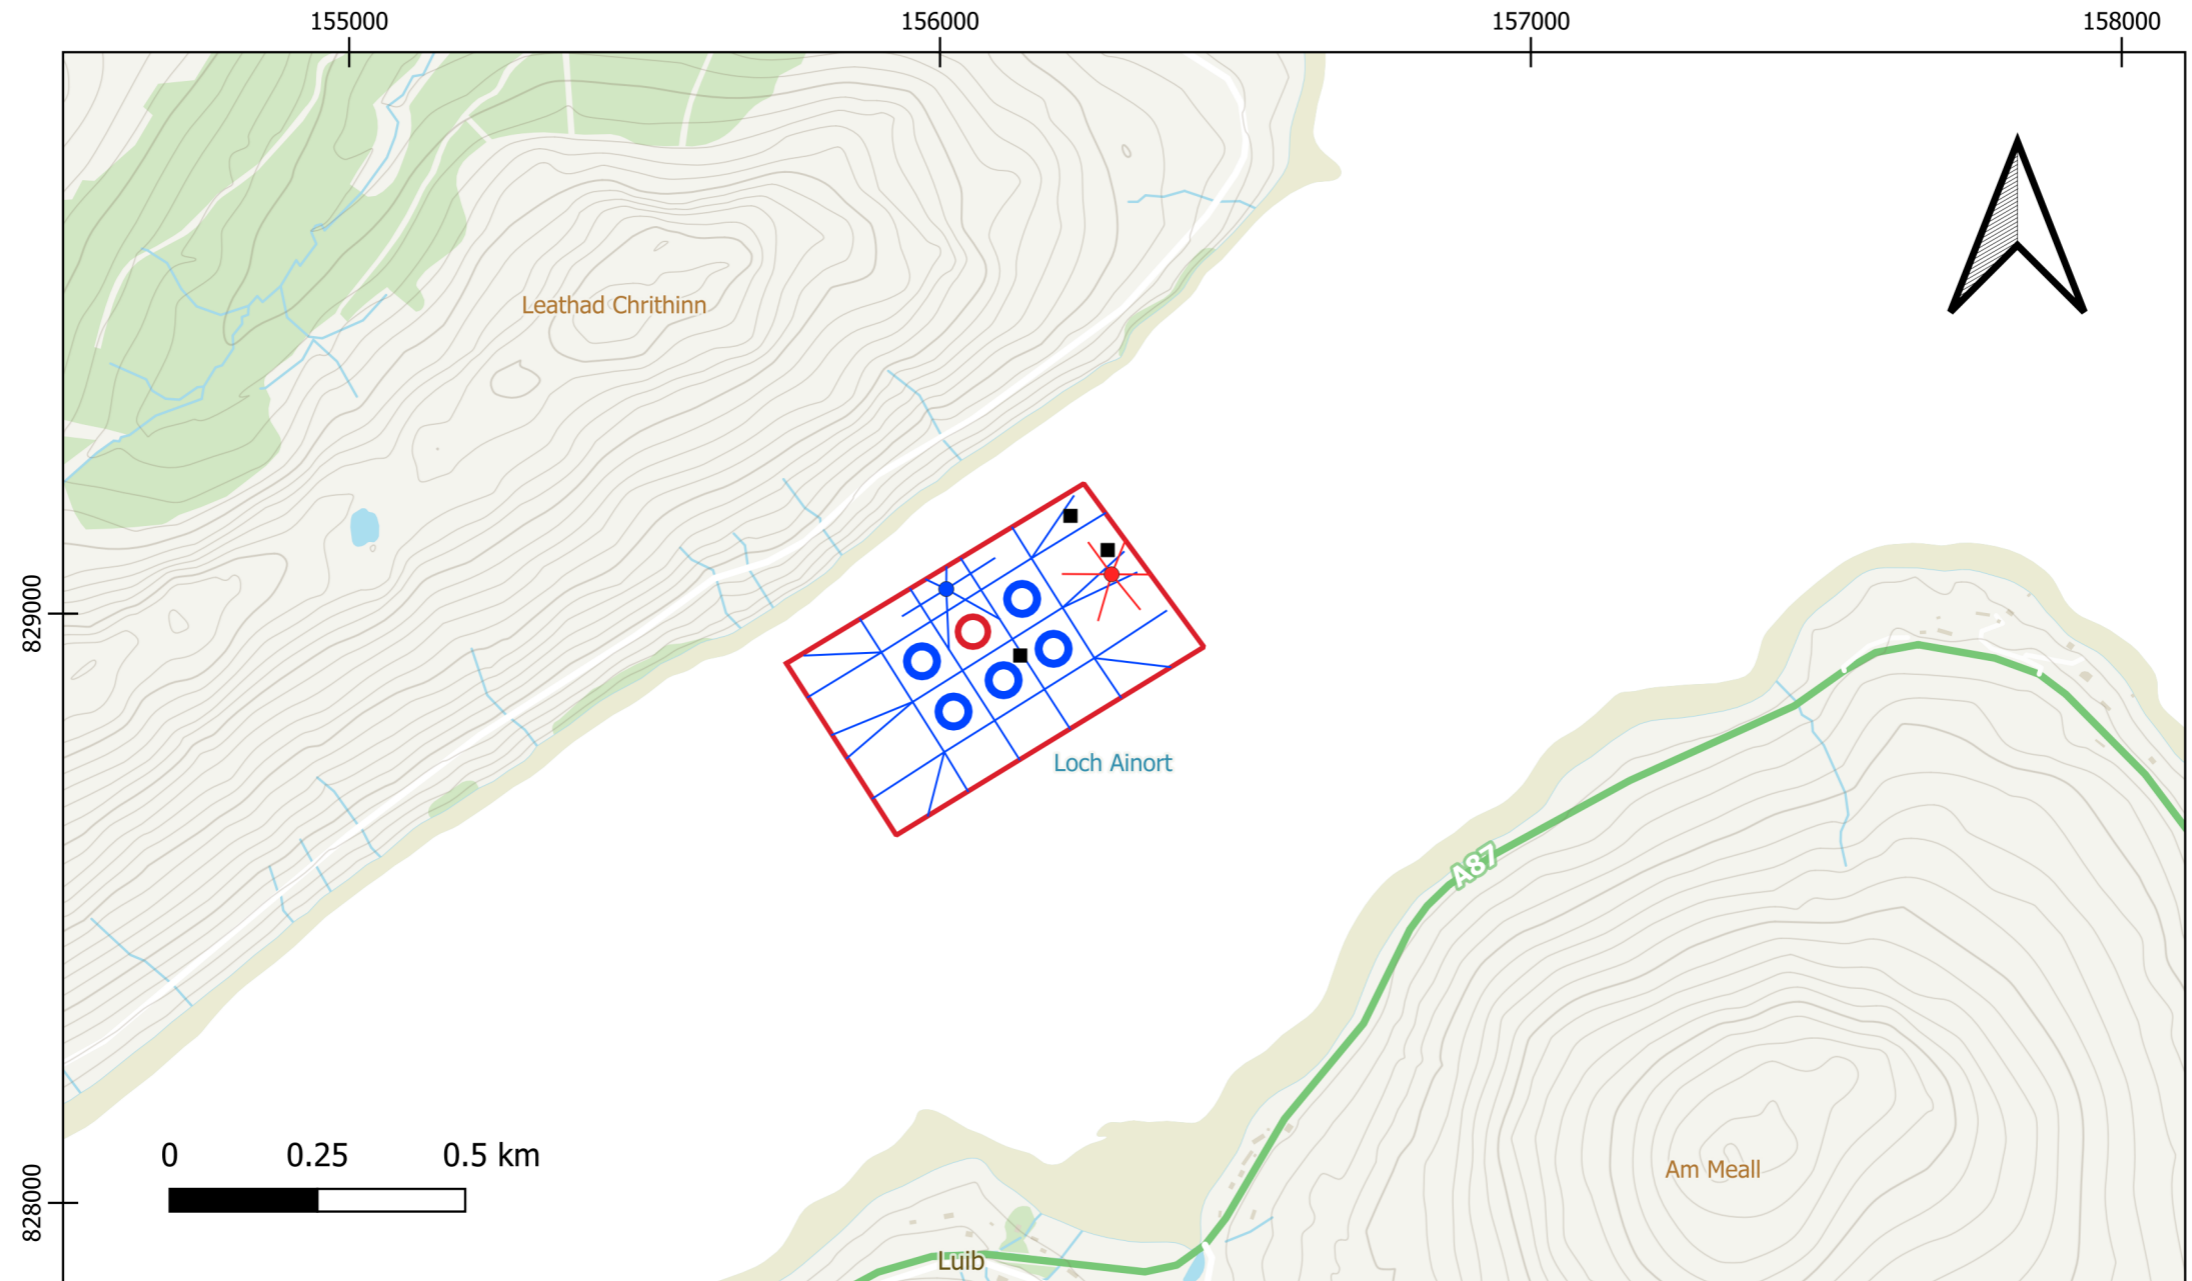 155000
156000
157000
158000
Leathad Chrithinn
829000
Loch Ainort
A87
0 0.25 0.5 km
828000
Am Meall
Luib